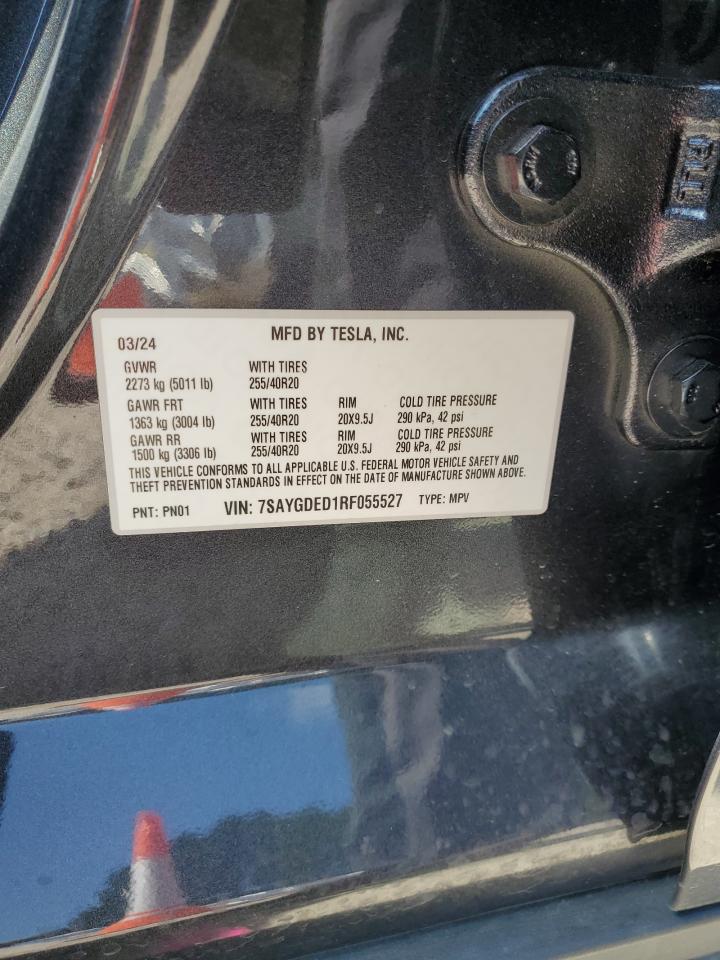 MFD BY TESLA, INC.
03/24
GVWR WITH TIRES
2273 kg (5011 lb) 255/40R20
GAWR FRT WITH TIRES RIM COLD TIRE PRESSURE
1363 kg (3004 lb) 255/40R20 20X9.5J 290 kPa, 42 psi
GAWR RR WITH TIRES RIM COLD TIRE PRESSURE
1500 kg (3306 lb) 255/40R20 20X9.5J 290 kPa, 42 psi
THIS VEHICLE CONFORMS TO ALL APPLICABLE U.S. FEDERAL MOTOR VEHICLE SAFETY AND
THEFT PREVENTION STANDARDS IN EFFECT ON THE DATE OF MANUFACTURE SHOWN ABOVE.
PNT: PN01 VIN: 7SAYGDED1RF055527 TYPE: MPV